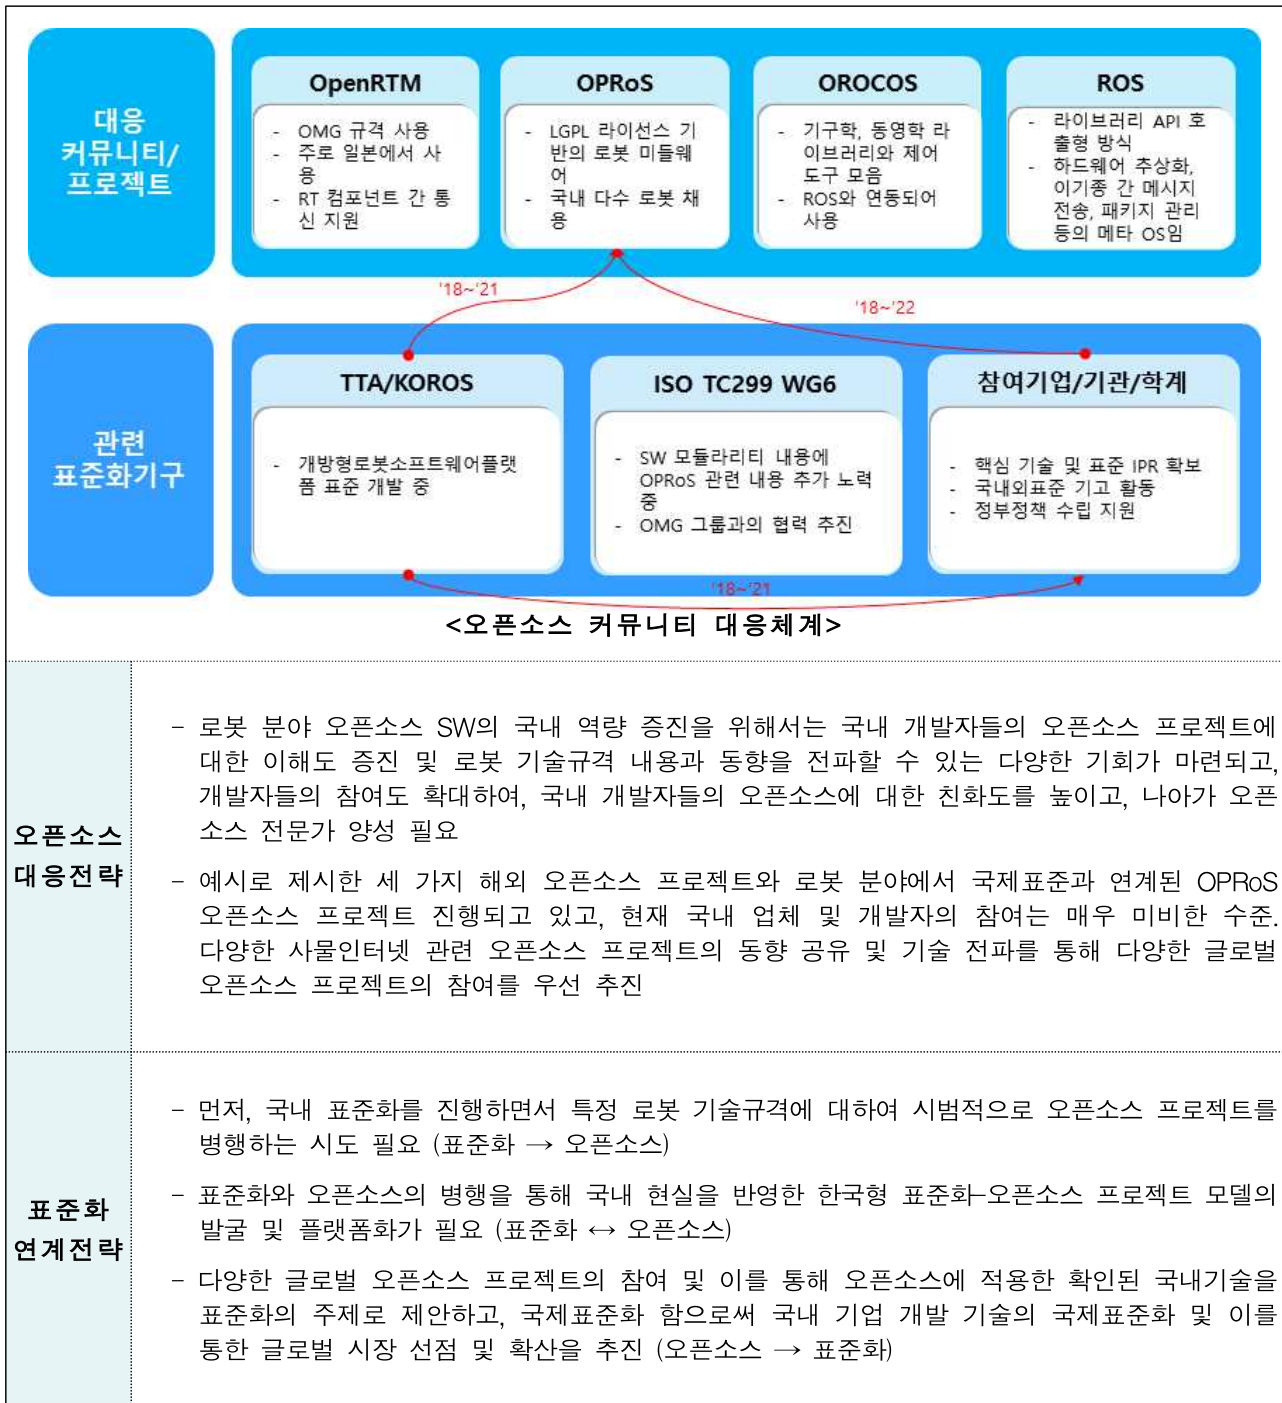 대응
커뮤니티/
프로젝트
OpenRTM
- OMG 규격 사용
- 주로 일본에서 사
용
- RT 컴포넌트 간 통
신 지원
OPRoS
- LGPL 라이선스 기
반의 로봇 미들웨
어
- 국내 다수 로봇 채
용
OROCOS
- 기구학, 동영학 라
이브러리와 제어
도구 모음
- ROS와 연동되어
사용
ROS
- 라이브러리 API 호
출형 방식
- 하드웨어 추상화,
이기종 간 메시지
전송, 패키지 관리
등의 메타 OS임
'18~'21
'18~'22
관련
표준화기구
TTA/KOROS
- 개방형로봇소프트웨어플랫
폼 표준 개발 중
ISO TC299 WG6
- SW 모듈라리티 내용에
OPRoS 관련 내용 추가 노력
중
- OMG 그룹과의 협력 추진
참여기업/기관/학계
- 핵심 기술 및 표준 IPR 확보
- 국내외표준 기고 활동
- 정부정책 수립 지원
'18~'21
<오픈소스 커뮤니티 대응체계>
오픈소스
대응전략
- 로봇 분야 오픈소스 SW의 국내 역량 증진을 위해서는 국내 개발자들의 오픈소스 프로젝트에
대한 이해도 증진 및 로봇 기술규격 내용과 동향을 전파할 수 있는 다양한 기회가 마련되고,
개발자들의 참여도 확대하여, 국내 개발자들의 오픈소스에 대한 친화도를 높이고, 나아가 오픈
소스 전문가 양성 필요
- 예시로 제시한 세 가지 해외 오픈소스 프로젝트와 로봇 분야에서 국제표준과 연계된 OPRoS
오픈소스 프로젝트 진행되고 있고, 현재 국내 업체 및 개발자의 참여는 매우 미비한 수준.
다양한 사물인터넷 관련 오픈소스 프로젝트의 동향 공유 및 기술 전파를 통해 다양한 글로벌
오픈소스 프로젝트의 참여를 우선 추진
표준화
연계전략
- 먼저, 국내 표준화를 진행하면서 특정 로봇 기술규격에 대하여 시범적으로 오픈소스 프로젝트를
병행하는 시도 필요 (표준화 → 오픈소스)
- 표준화와 오픈소스의 병행을 통해 국내 현실을 반영한 한국형 표준화-오픈소스 프로젝트 모델의
발굴 및 플랫폼화가 필요 (표준화 ↔ 오픈소스)
- 다양한 글로벌 오픈소스 프로젝트의 참여 및 이를 통해 오픈소스에 적용한 확인된 국내기술을
표준화의 주제로 제안하고, 국제표준화 함으로써 국내 기업 개발 기술의 국제표준화 및 이를
통한 글로벌 시장 선점 및 확산을 추진 (오픈소스 → 표준화)